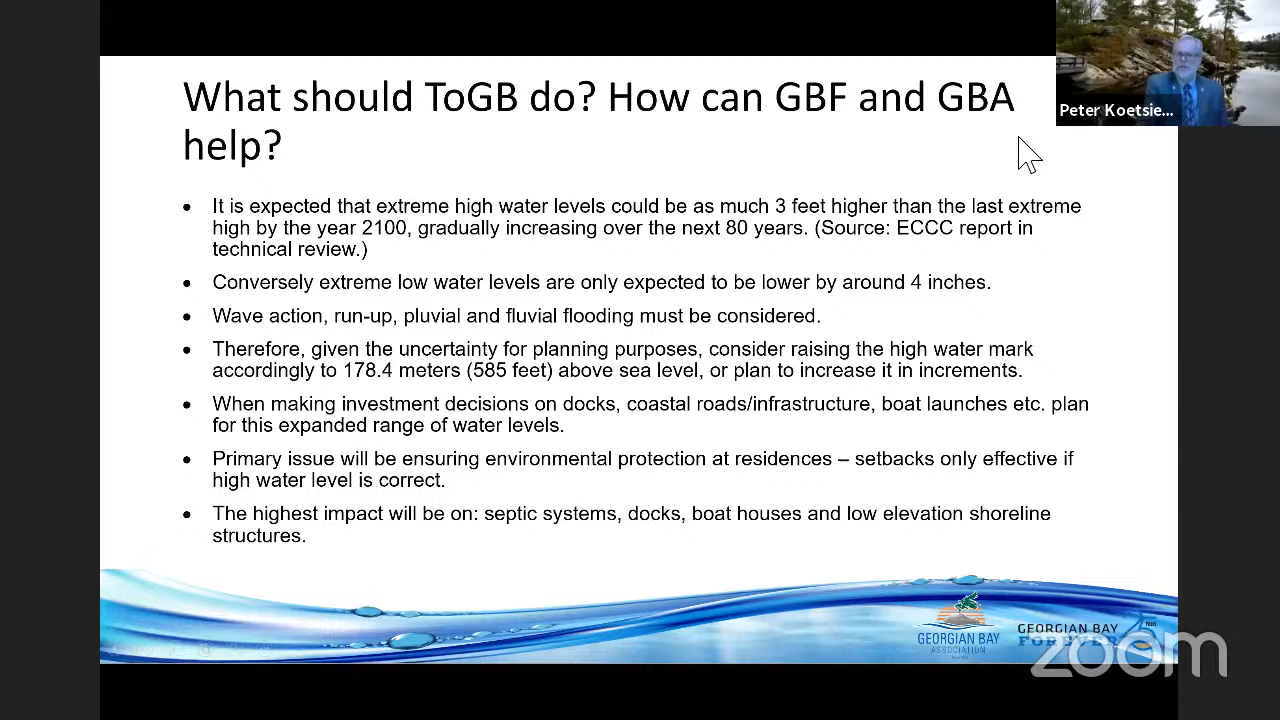 What should ToGB do? How can GBF and GBA
help?
Peter Koetsie...
• It is expected that extreme high water levels could be as much 3 feet higher than the last extreme
high by the year 2100, gradually increasing over the next 80 years. (Source: ECCC report in
technical review.)
• Conversely extreme low water levels are only expected to be lower by around 4 inches.
• Wave action, run-up, pluvial and fluvial flooding must be considered.
• Therefore, given the uncertainty for planning purposes, consider raising the high water mark
accordingly to 178.4 meters (585 feet) above sea level, or plan to increase it in increments.
• When making investment decisions on docks, coastal roads/infrastructure, boat launches etc. plan
for this expanded range of water levels.
• Primary issue will be ensuring environmental protection at residences – setbacks only effective if
high water level is correct.
• The highest impact will be on: septic systems, docks, boat houses and low elevation shoreline
structures.
GEORGIAN BAY
ASSOCIATION
GEORGIAN BAY
FOREVER
zoom